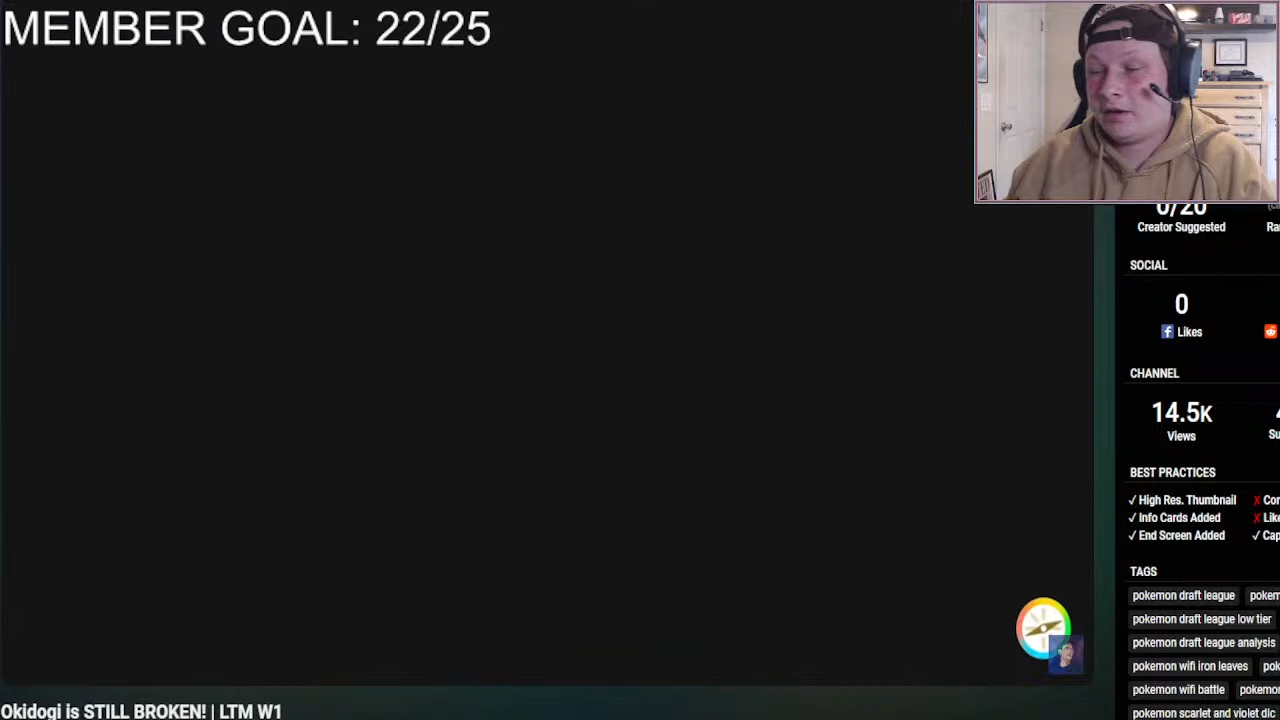 MEMBER GOAL: 22/25
0/20
Creator Suggested
SOCIAL
0
Likes
CHANNEL
14.5K
Views
BEST PRACTICES
✓ High Res. Thumbnail
✓ Info Cards Added
✓ End Screen Added
TAGS
pokemon draft league
pokemon draft league low tier
pokemon draft league analysis
pokemon wifi iron leaves
pokemon wifi battle
pokemon scarlet and violet dlc
Okidogi is STILL BROKEN! | LTM W1